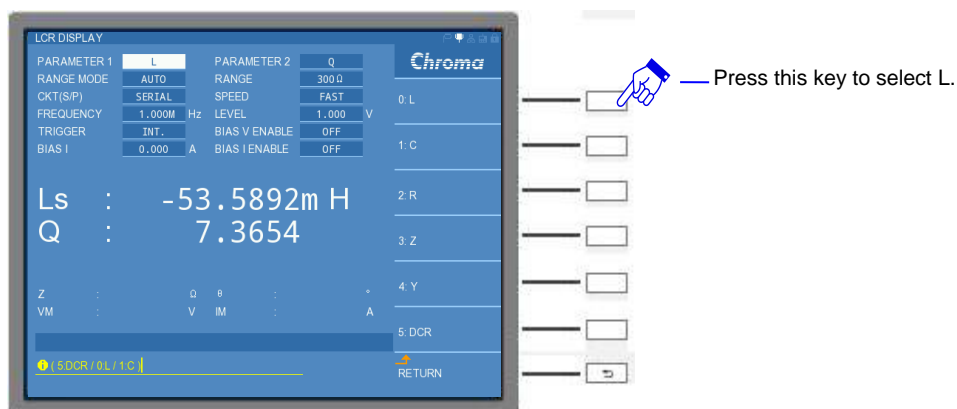 LCR DISPLAY
PARAMETER 1 L PARAMETER 2 Q
RANGE MODE AUTO RANGE 300 Ω
CKT(S/P) SERIAL SPEED FAST
FREQUENCY 1.000M Hz LEVEL 1.000 V
TRIGGER INT. BIAS V ENABLE OFF
BIAS I 0.000 A BIAS I ENABLE OFF
Ls : -53.5892m H
Q : 7.3654
Z : Ω θ : °
VM : V IM : A
( 5:DCR / 0:L / 1:C )
Chroma
0: L
1: C
2: R
3: Z
4: Y
5: DCR
RETURN
Press this key to select L.